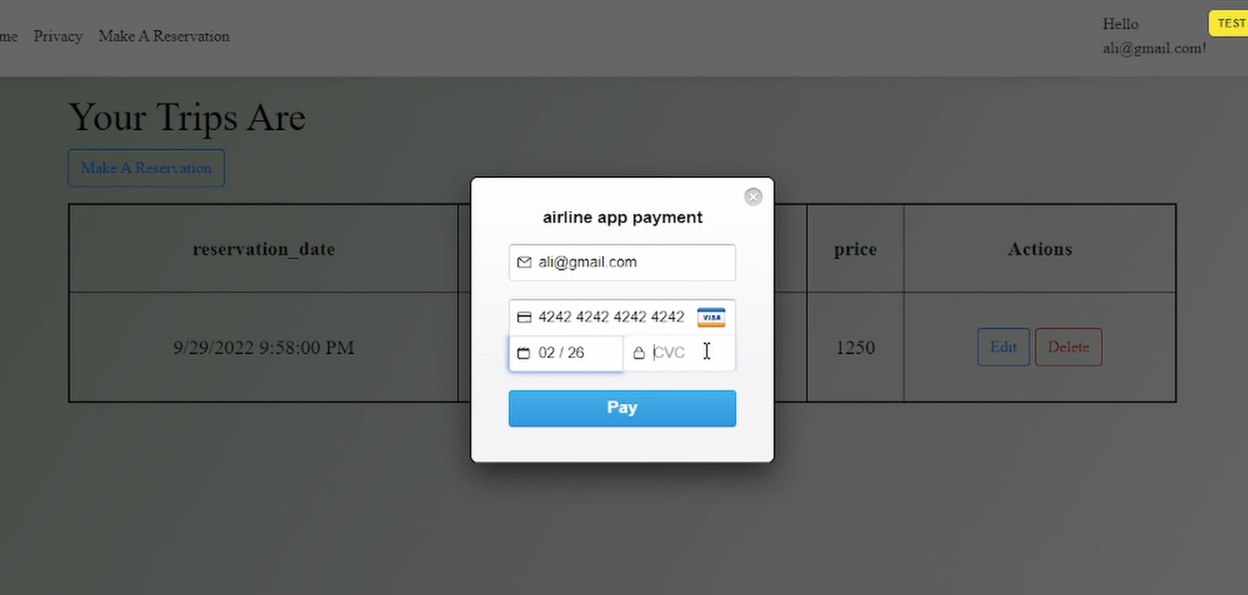 me Privacy Make A Reservation
Hello
ali@gmail.com!
TEST
Your Trips Are
Make A Reservation
reservation_date price Actions
9/29/2022 9:58:00 PM 1250 Edit Delete
airline app payment
ali@gmail.com
4242 4242 4242 4242 VISA
02 / 26 CVC
Pay